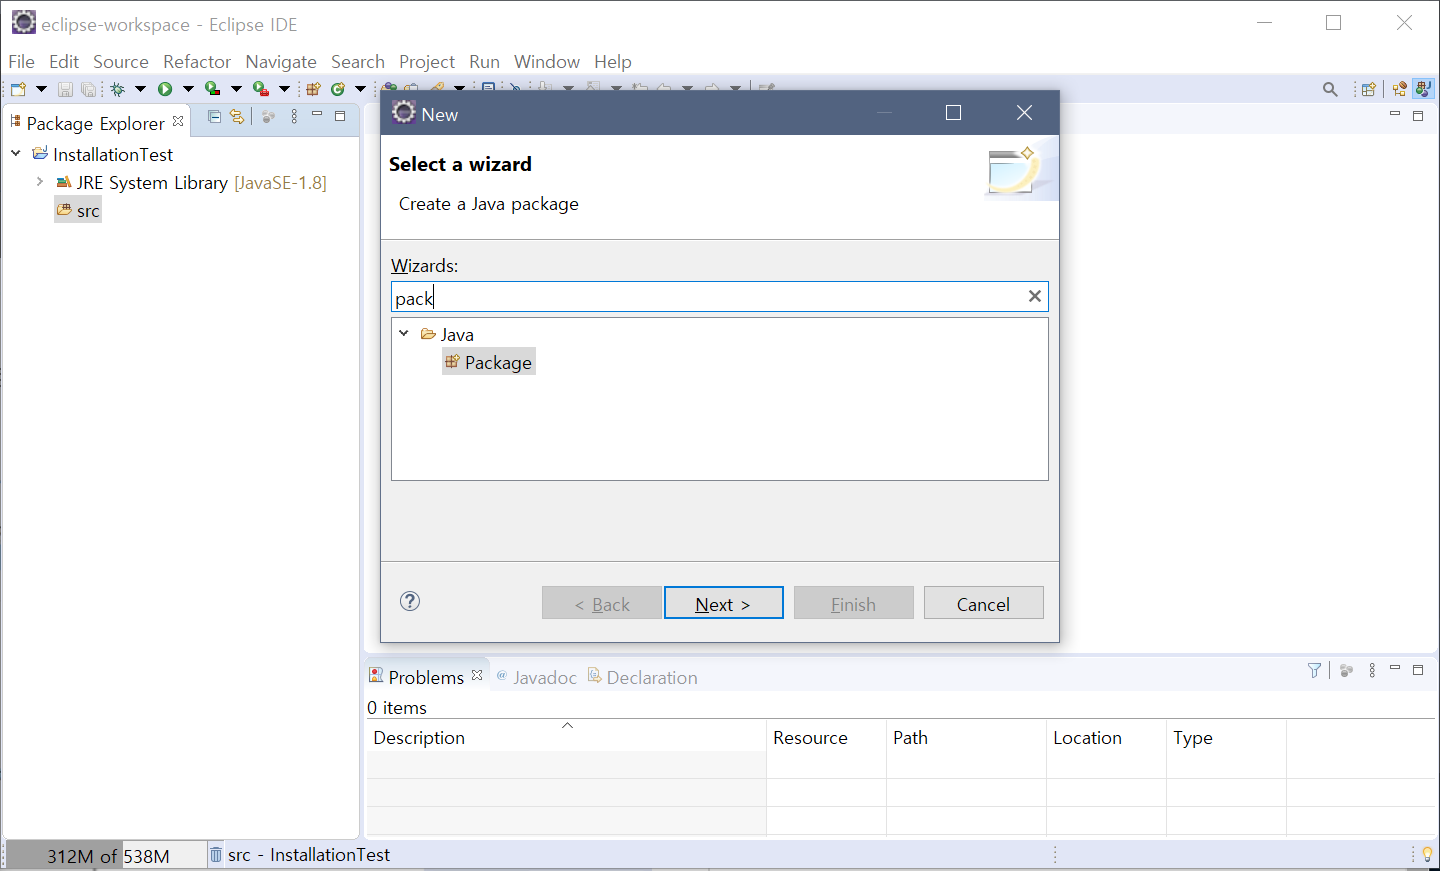 eclipse-workspace - Eclipse IDE
File Edit Source Refactor Navigate Search Project Run Window Help
Package Explorer
InstallationTest
JRE System Library [JavaSE-1.8]
src
New
Select a wizard
Create a Java package
Wizards:
pack
Java
Package
< Back Next > Finish Cancel
Problems Javadoc Declaration
0 items
Description Resource Path Location Type
312M of 538M src - InstallationTest